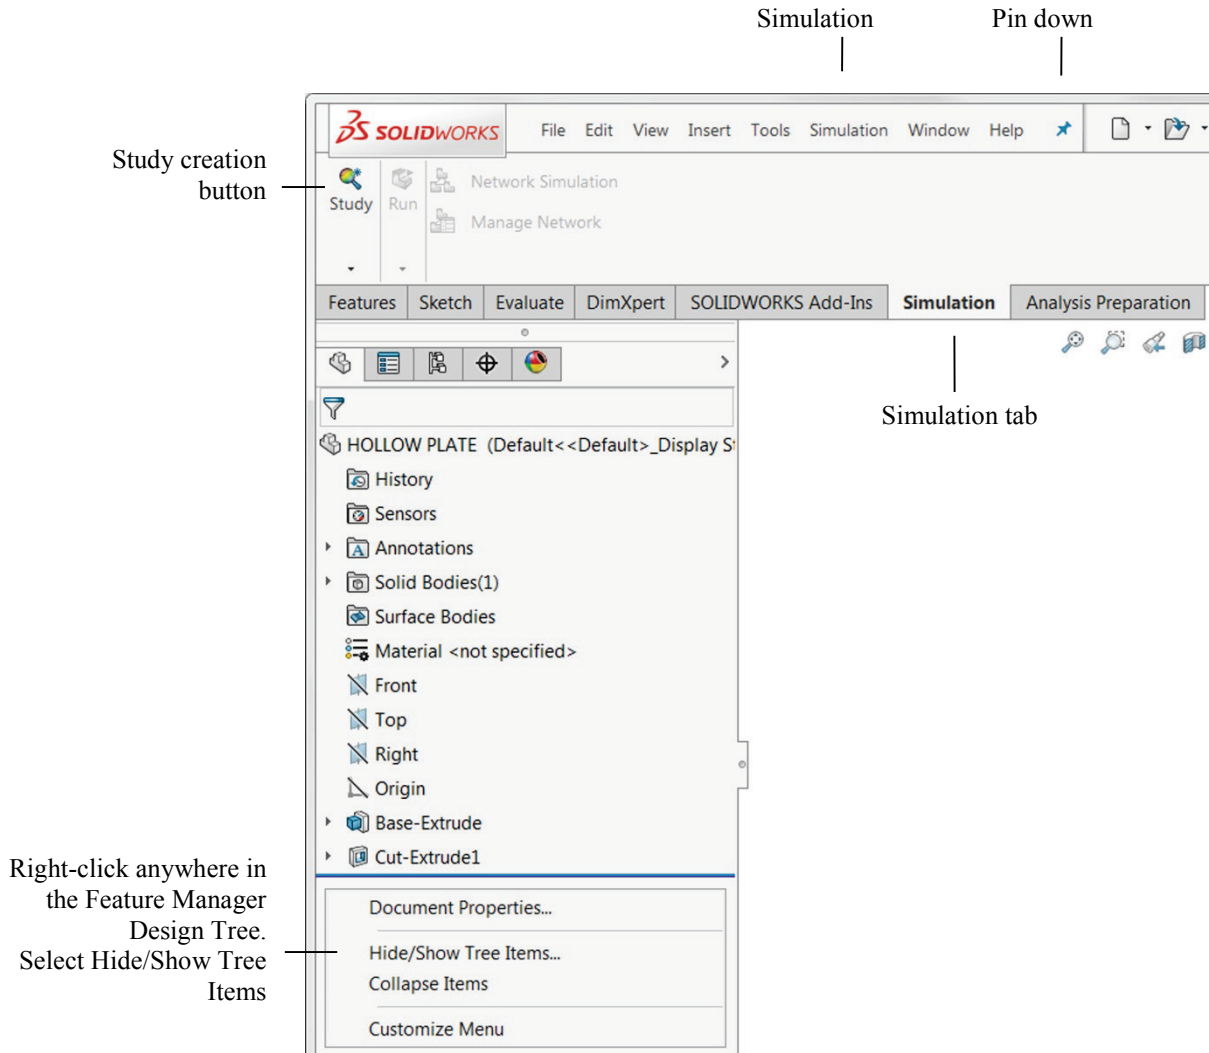 Simulation
Pin down
SOLIDWORKS File Edit View Insert Tools Simulation Window Help
Study creation
button
Study Run Network Simulation
Manage Network
Features Sketch Evaluate DimXpert SOLIDWORKS Add-Ins Simulation Analysis Preparation
Simulation tab
HOLLOW PLATE (Default<<Default>_Display
History
Sensors
Annotations
Solid Bodies(1)
Surface Bodies
Material <not specified>
Front
Top
Right
Origin
Base-Extrude
Cut-Extrude1
Right-click anywhere in
the Feature Manager
Design Tree.
Select Hide/Show Tree
Items
Document Properties...
Hide/Show Tree Items...
Collapse Items
Customize Menu